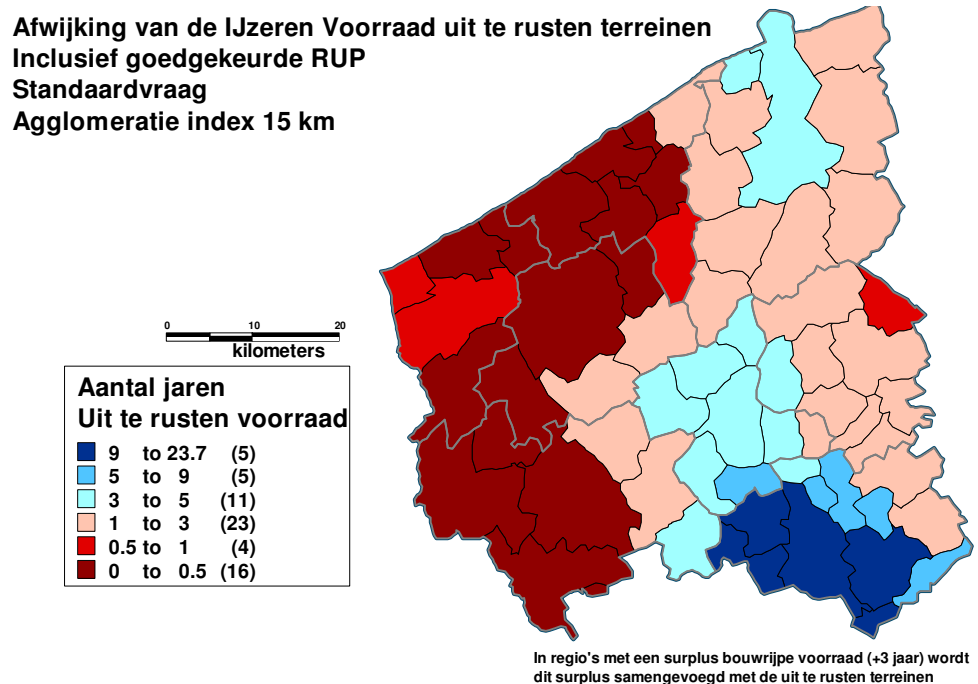 Afwijking van de IJzeren Voorraad uit te rusten terreinen
Inclusief goedgekeurde RUP
Standaardvraag
Agglomeratie index 15 km
0 10 20
kilometers
Aantal jaren
Uit te rusten voorraad
9 to 23.7 (5)
5 to 9 (5)
3 to 5 (11)
1 to 3 (23)
0.5 to 1 (4)
0 to 0.5 (16)
In regio's met een surplus bouwrijpe voorraad (+3 jaar) wordt
dit surplus samengevoegd met de uit te rusten terreinen